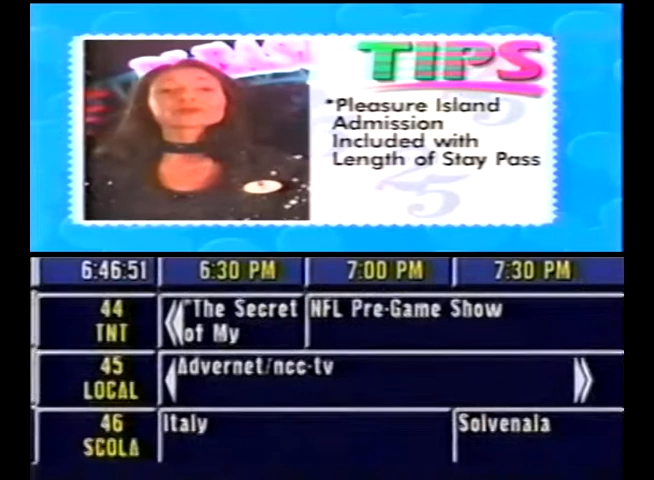 TIPS
*Pleasure Island
Admission
Included with
Length of Stay Pass
6:46:51 6:30 PM 7:00 PM 7:30 PM
44 "The Secret NFL Pre-Game Show
TNT of My
45 Advernet/ncc-tv
LOCAL
46 Italy Solvenaia
SCOLA